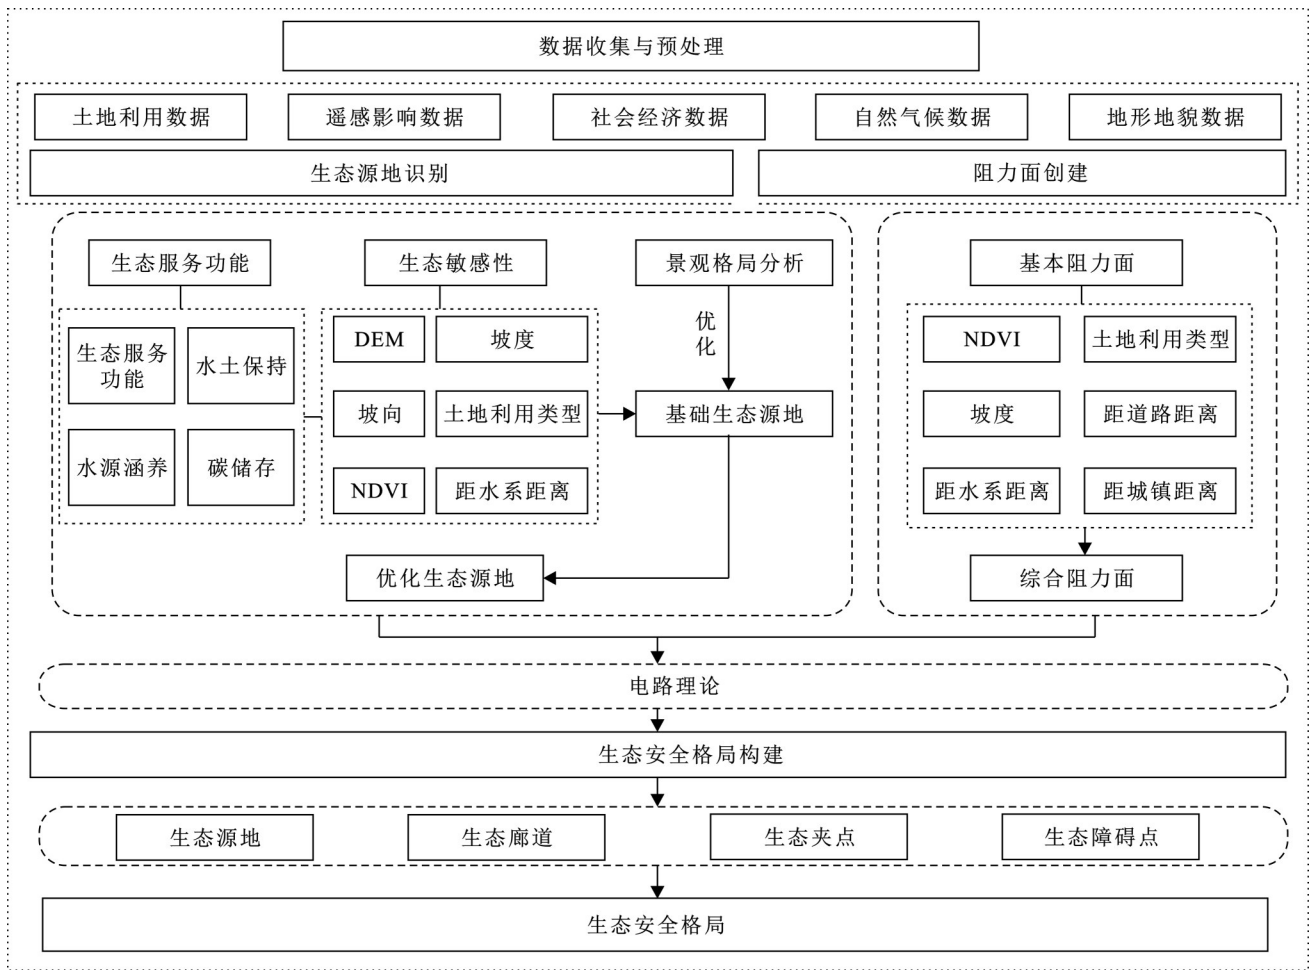 数据收集与预处理
土地利用数据
遥感影响数据
社会经济数据
自然气候数据
地形地貌数据
生态源地识别
阻力面创建
生态服务功能
生态敏感性
景观格局分析
基本阻力面
生态服务
功能
水土保持
水源涵养
碳储存
DEM
坡度
坡向
土地利用类型
NDVI
距水系距离
优
化
基础生态源地
优化生态源地
NDVI
土地利用类型
坡度
距道路距离
距水系距离
距城镇距离
综合阻力面
电路理论
生态安全格局构建
生态源地
生态廊道
生态夹点
生态障碍点
生态安全格局